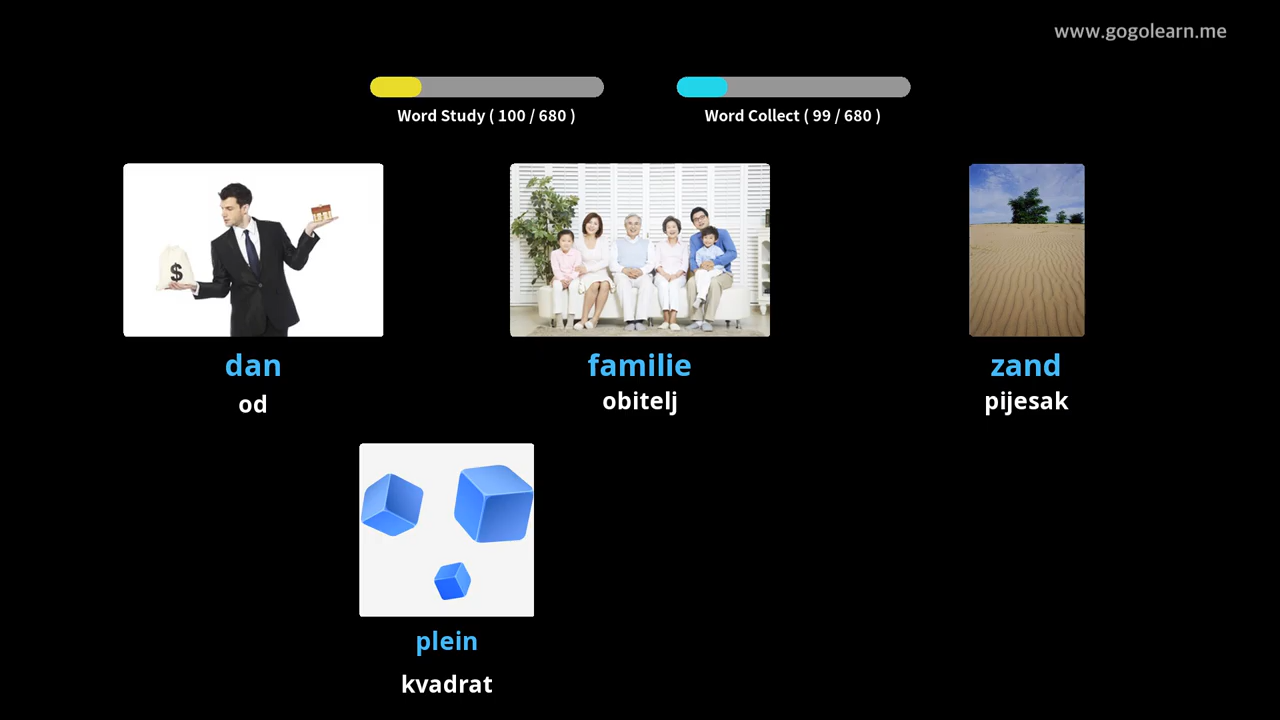 www.gogolearn.me
Word Study ( 100 / 680 )
Word Collect ( 99 / 680 )
$
dan
od
familie
obitelj
zand
pijesak
plein
kvadrat